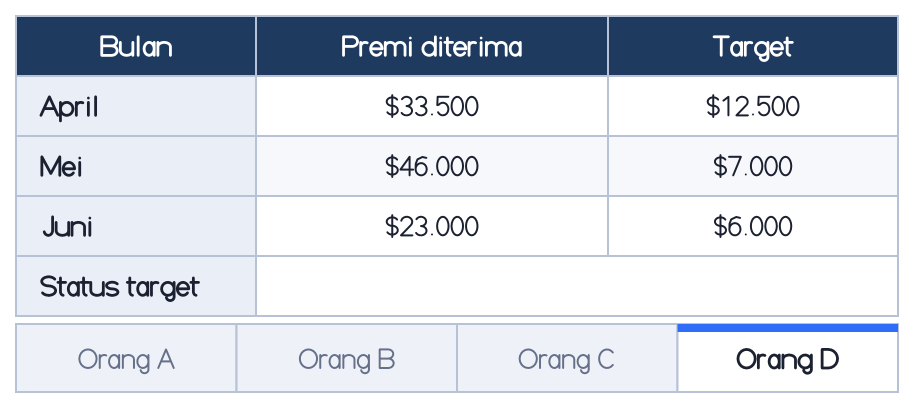 Bulan Premi diterima Target
April $33.500 $12.500
Mei $46.000 $7.000
Juni $23.000 $6.000
Status target
Orang A Orang B Orang C Orang D